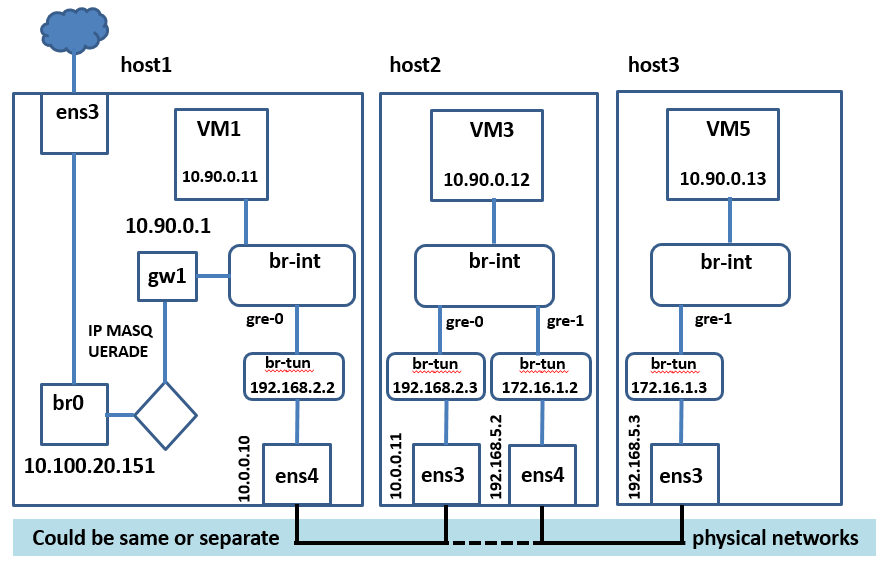 host1
host2
host3
ens3
VM1
10.90.0.11
VM3
10.90.0.12
VM5
10.90.0.13
10.90.0.1
gw1
br-int
br-int
br-int
gre-0
gre-0
gre-1
gre-1
IP MASQ
UERADE
br-tun
192.168.2.2
br-tun
192.168.2.3
br-tun
172.16.1.2
br-tun
172.16.1.3
br0
10.100.20.151
10.0.0.10
ens4
10.0.0.11
ens3
192.168.5.2
ens4
192.168.5.3
ens3
Could be same or separate
physical networks